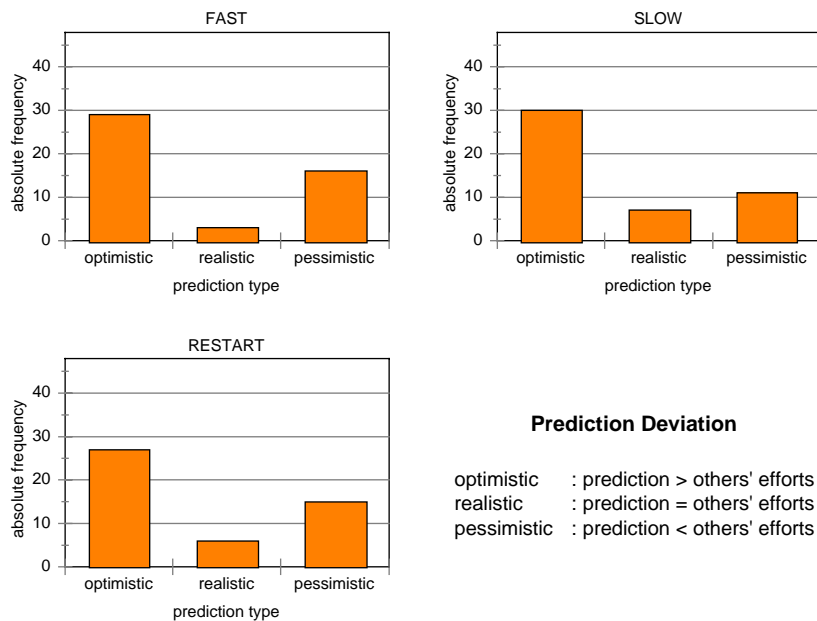 FAST
absolute frequency
40
30
20
10
0
optimistic realistic pessimistic
prediction type
SLOW
absolute frequency
40
30
20
10
0
optimistic realistic pessimistic
prediction type
RESTART
absolute frequency
40
30
20
10
0
optimistic realistic pessimistic
prediction type
Prediction Deviation
optimistic : prediction > others' efforts
realistic : prediction = others' efforts
pessimistic : prediction < others' efforts